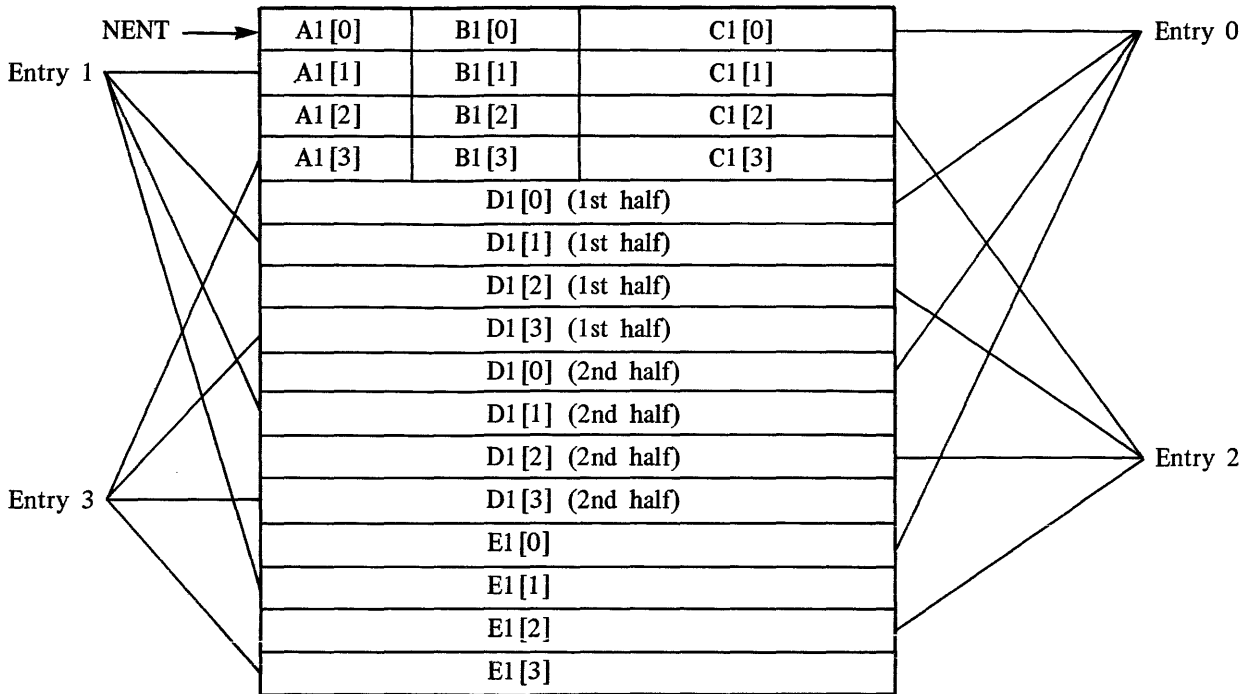 NENT A1[0] B1[0] C1[0] Entry 0
Entry 1 A1[1] B1[1] C1[1]
A1[2] B1[2] C1[2]
A1[3] B1[3] C1[3]
D1[0] (1st half)
D1[1] (1st half)
D1[2] (1st half)
D1[3] (1st half)
D1[0] (2nd half)
D1[1] (2nd half)
D1[2] (2nd half) Entry 2
Entry 3 D1[3] (2nd half)
E1[0]
E1[1]
E1[2]
E1[3]